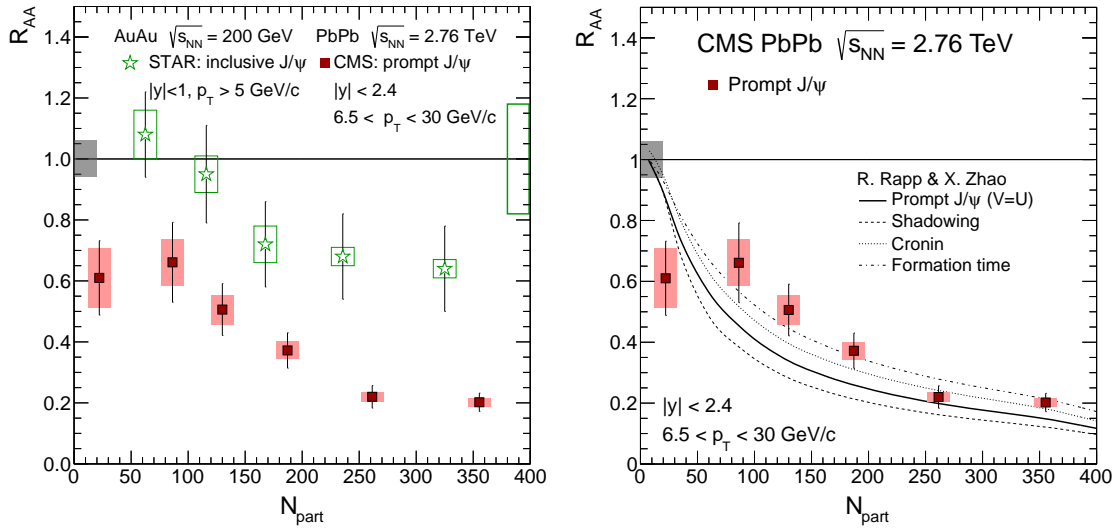 R_AA
1.4
1.2
1.0
0.8
0.6
0.4
0.2
0.0
AuAu √s_NN = 200 GeV PbPb √s_NN = 2.76 TeV
STAR: inclusive J/ψ CMS: prompt J/ψ
|y|<1, p_T > 5 GeV/c |y| < 2.4
6.5 < p_T < 30 GeV/c
0 50 100 150 200 250 300 350 400
N_part
R_AA
1.4
1.2
1
0.8
0.6
0.4
0.2
0.0
CMS PbPb √s_NN = 2.76 TeV
Prompt J/ψ
R. Rapp & X. Zhao
Prompt J/ψ (V=U)
Shadowing
Cronin
Formation time
|y| < 2.4
6.5 < p_T < 30 GeV/c
0 50 100 150 200 250 300 350 400
N_part